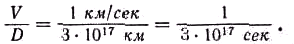 V/D = 1 км/сек / 3·10¹⁷ км = 1 / 3·10¹⁷ сек .